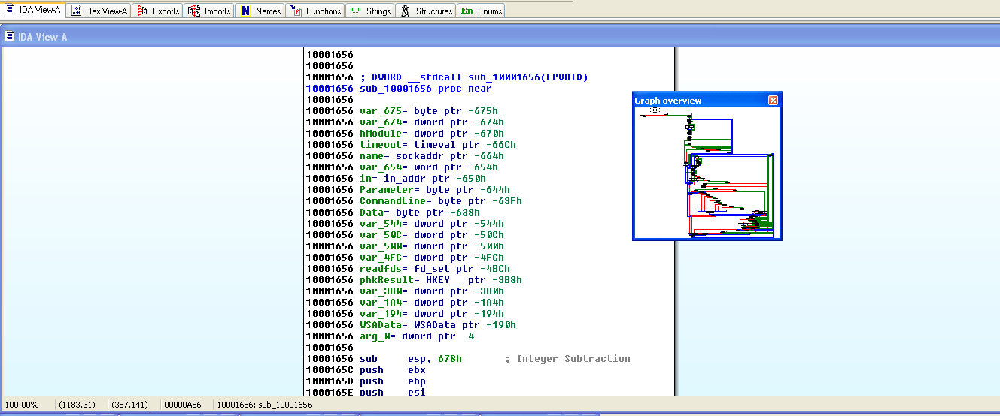 IDA View-A Hex View-A Exports Imports N Names Functions "..." Strings Structures En Enums
IDA View-A
10001656
10001656
10001656 ; DWORD __stdcall sub_10001656(LPVOID)
10001656 sub_10001656 proc near
10001656
10001656 var_675= byte ptr -675h
10001656 var_674= dword ptr -674h
10001656 hModule= dword ptr -670h
10001656 timeout= timeval ptr -66Ch
10001656 name= sockaddr ptr -664h
10001656 var_654= word ptr -654h
10001656 in= in_addr ptr -650h
10001656 Parameter= byte ptr -644h
10001656 CommandLine= byte ptr -63Fh
10001656 Data= byte ptr -638h
10001656 var_544= dword ptr -544h
10001656 var_50C= dword ptr -50Ch
10001656 var_500= dword ptr -500h
10001656 var_4FC= dword ptr -4FCh
10001656 readfds= fd_set ptr -4BCh
10001656 phkResult= HKEY__ ptr -3B8h
10001656 var_3B0= dword ptr -3B0h
10001656 var_1A4= dword ptr -1A4h
10001656 var_194= dword ptr -194h
10001656 WSAData= WSAData ptr -190h
10001656 arg_0= dword ptr  4
10001656
10001656 sub     esp, 678h       ; Integer Subtraction
1000165C push    ebx
1000165D push    ebp
1000165E push    esi
Graph overview
100.00% (1183,31) (387,141) 00000A56 10001656: sub_10001656